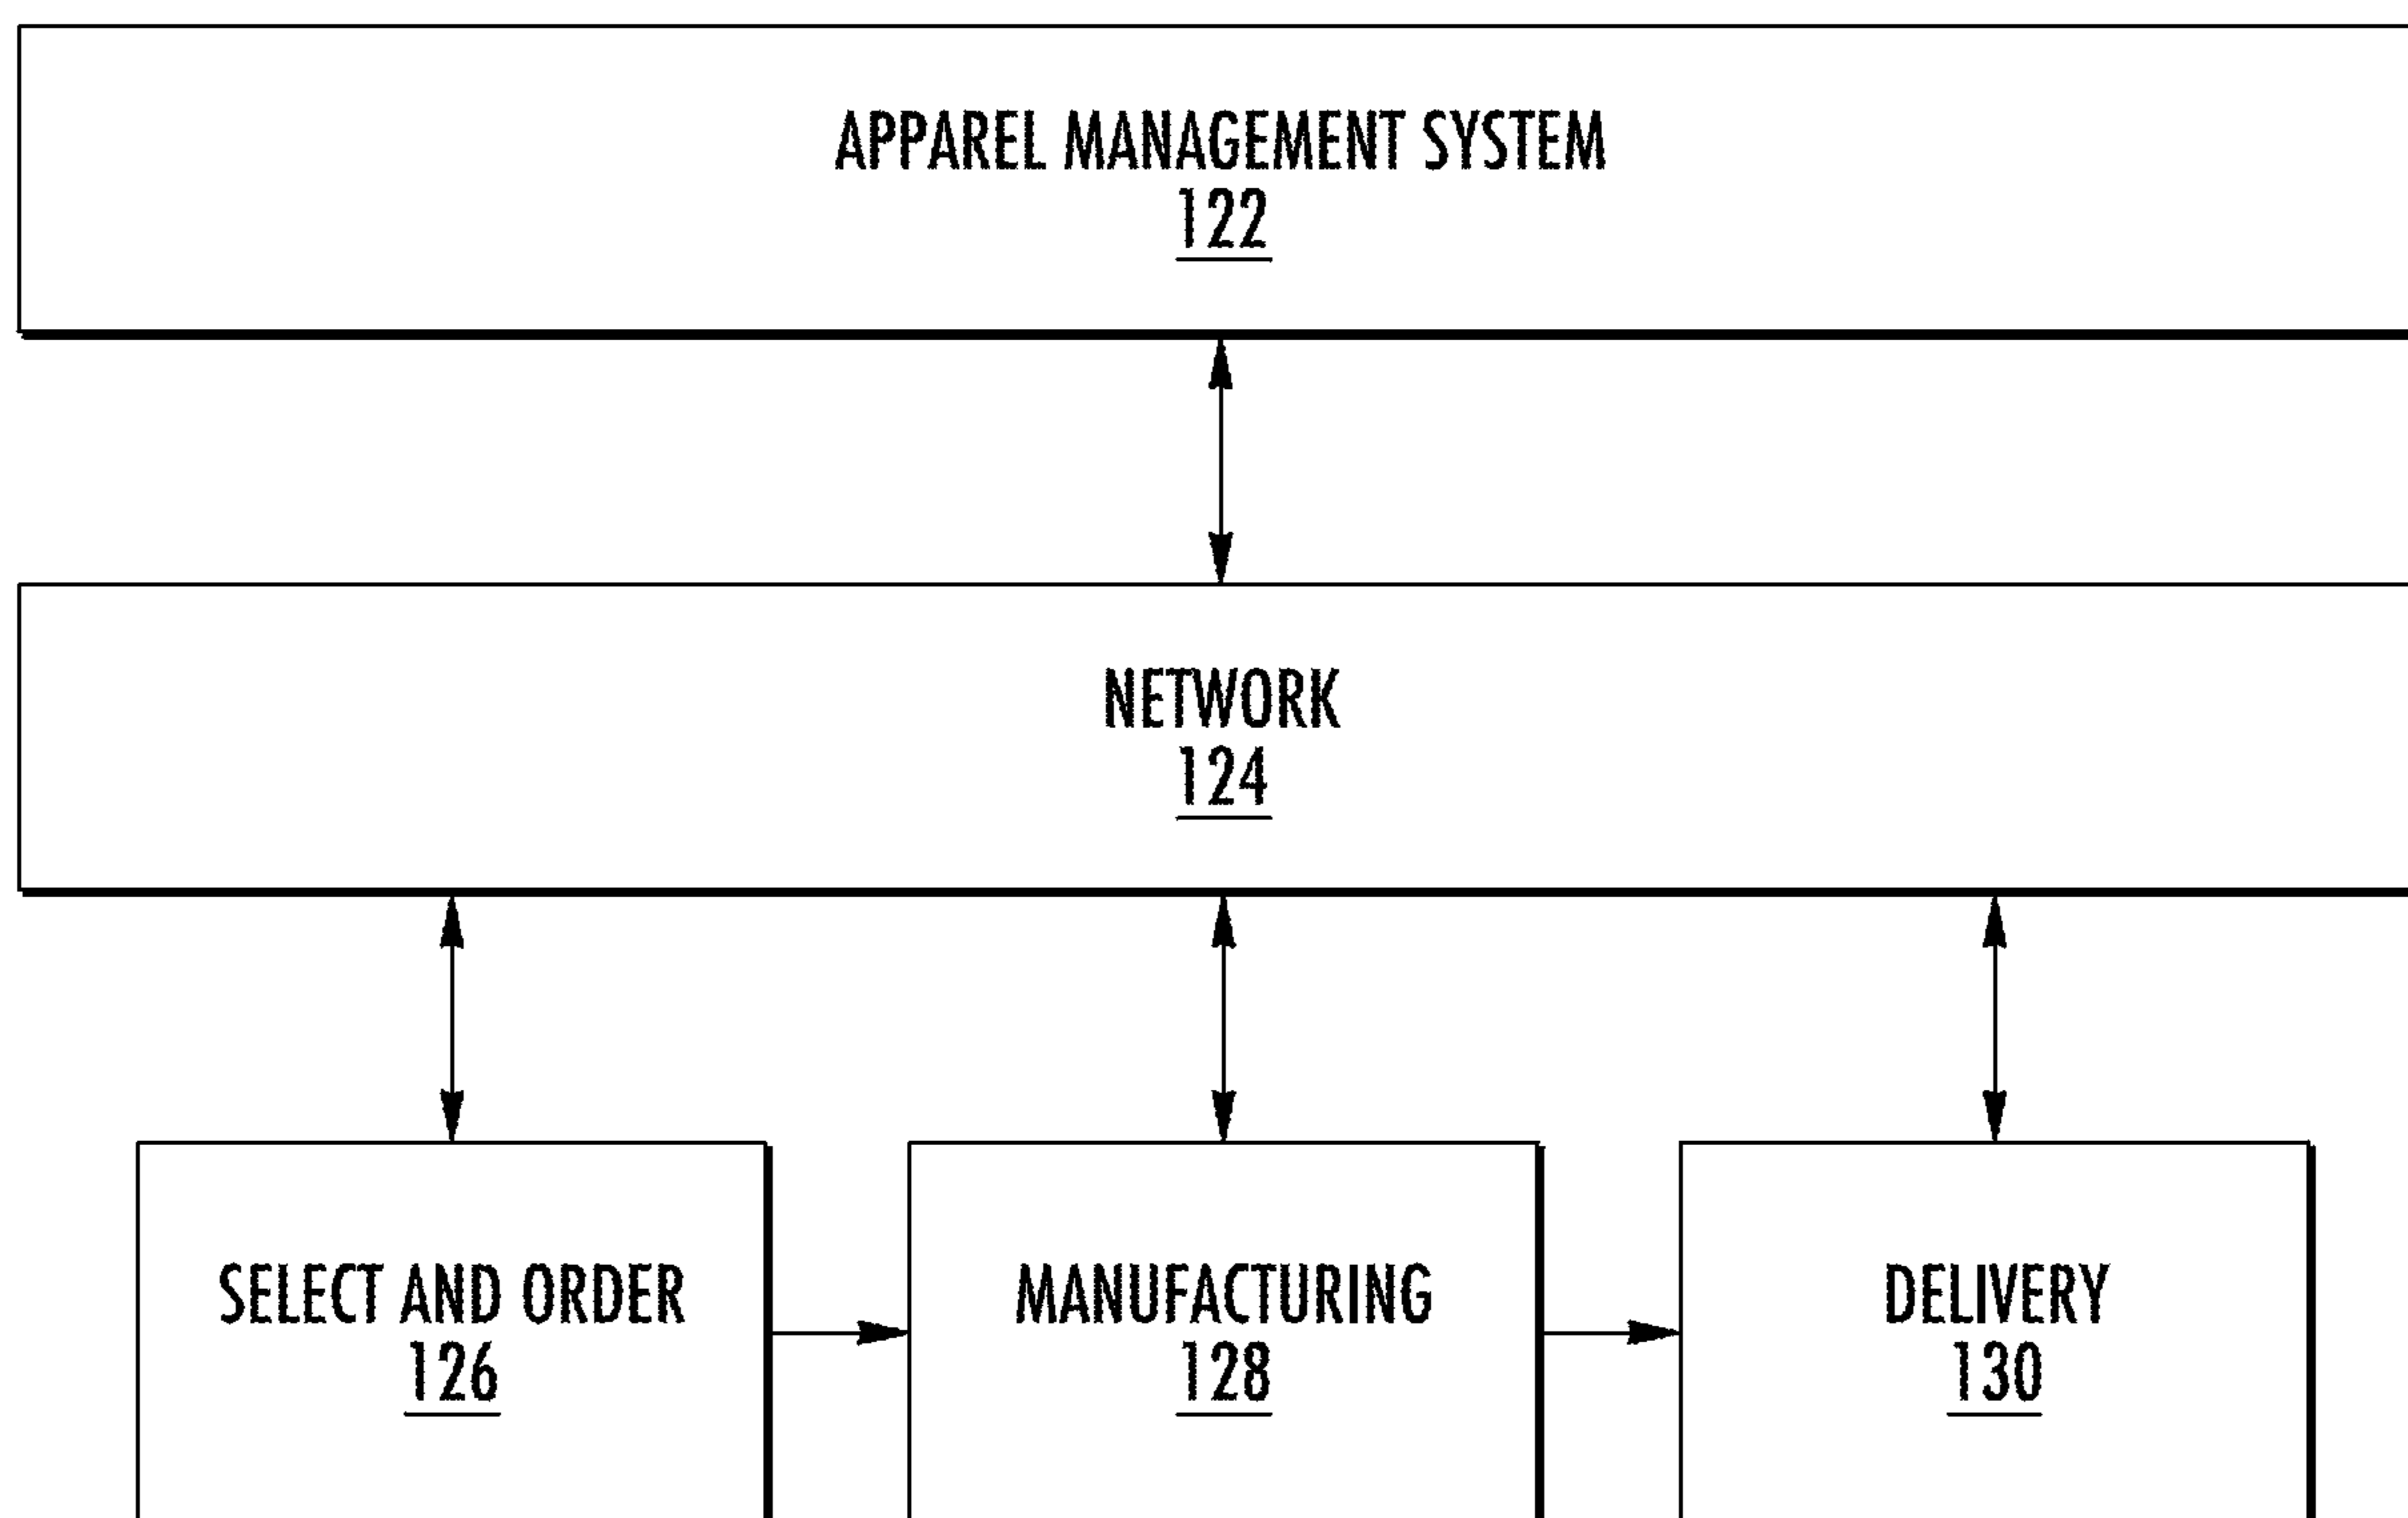 APPAREL MANAGEMENT SYSTEM
122
NETWORK
124
SELECT AND ORDER
126
MANUFACTURING
128
DELIVERY
130